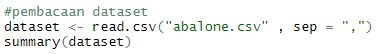 #pembacaan dataset
dataset <- read.csv("abalone.csv" , sep = ",")
summary(dataset)